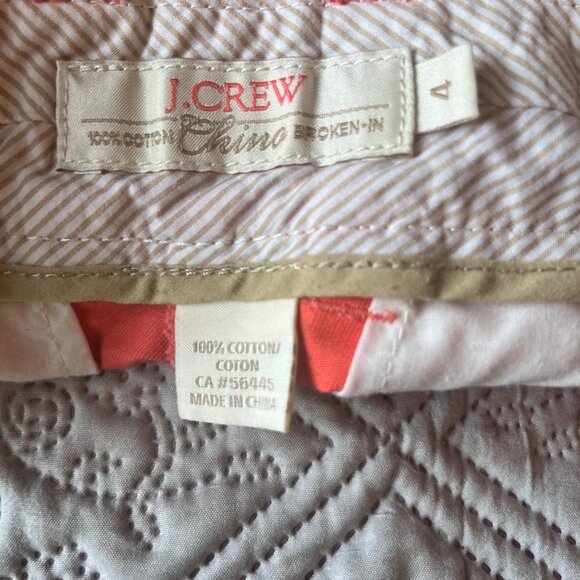 J.CREW
100% COTTON Chino BROKEN-IN
4
100% COTTON/
COTON
CA #56445
MADE IN CHINA